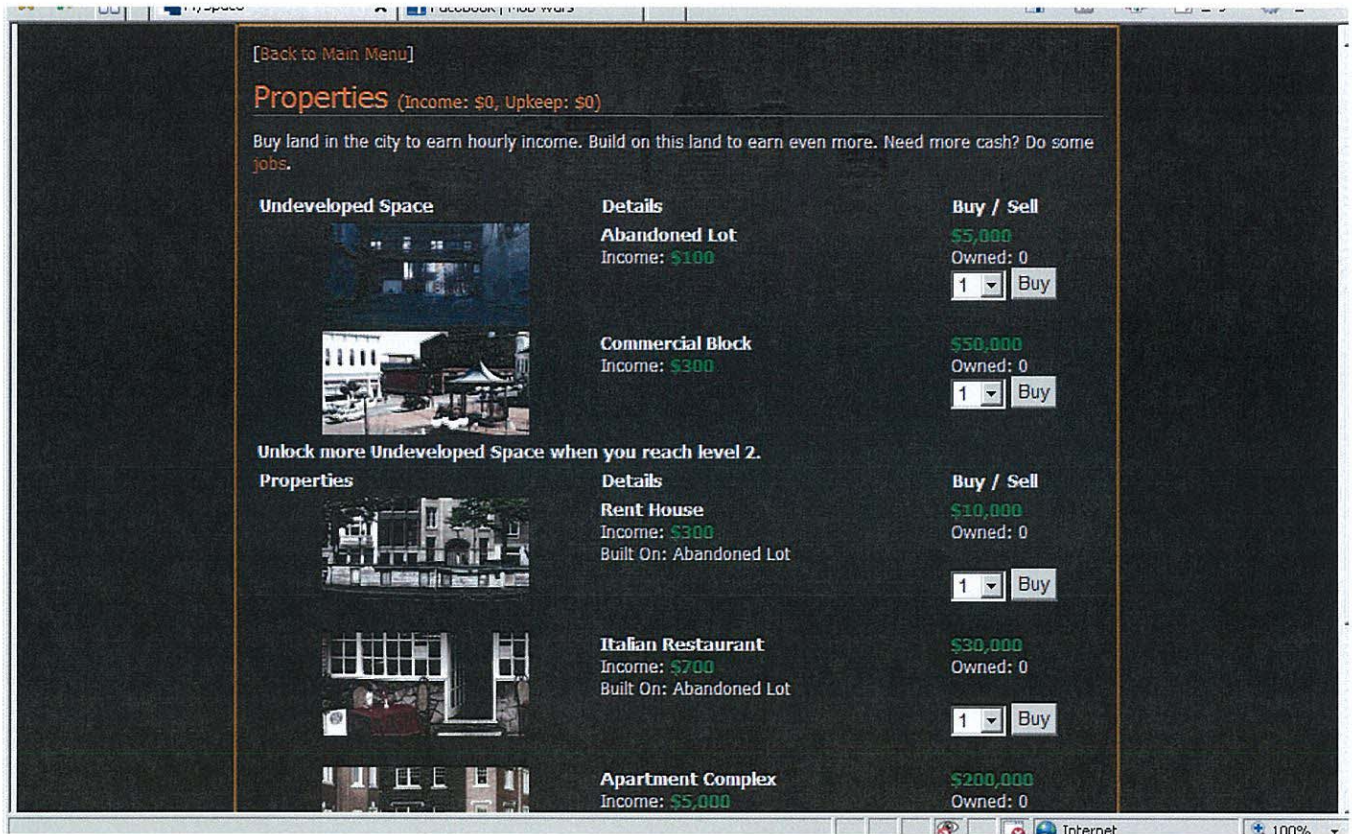 MySpace
Facebook | Mob Wars
[Back to Main Menu]
Properties (Income: $0, Upkeep: $0)
Buy land in the city to earn hourly income. Build on this land to earn even more. Need more cash? Do some
jobs.
Undeveloped Space Details Buy / Sell
Abandoned Lot $5,000
Income: $100 Owned: 0
1 Buy
Commercial Block $50,000
Income: $300 Owned: 0
1 Buy
Unlock more Undeveloped Space when you reach level 2.
Properties Details Buy / Sell
Rent House $10,000
Income: $300 Owned: 0
Built On: Abandoned Lot
1 Buy
Italian Restaurant $30,000
Income: $700 Owned: 0
Built On: Abandoned Lot
1 Buy
Apartment Complex $200,000
Income: $5,000 Owned: 0
Internet 100%